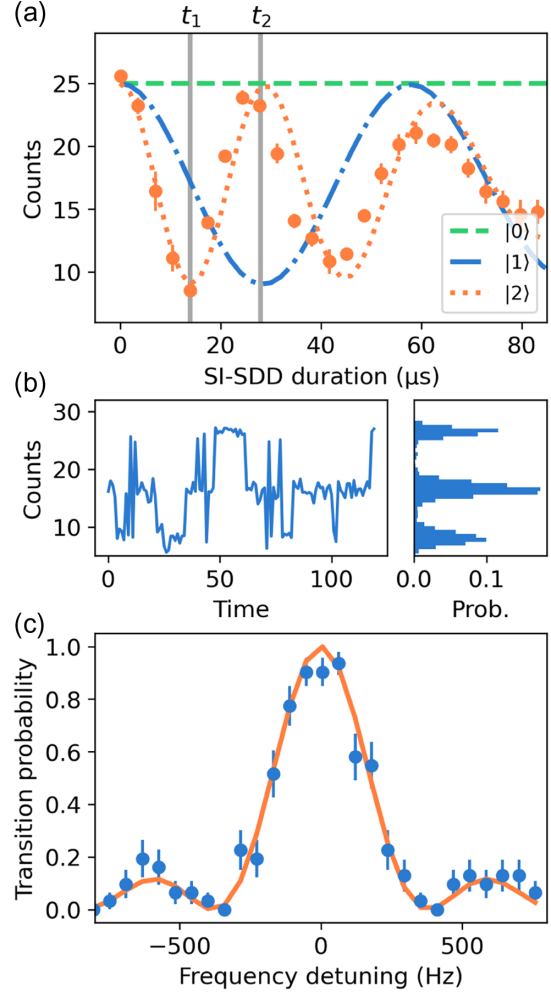 (a)
t₁ t₂
25
20
15
10
Counts
|0⟩
|1⟩
|2⟩
0 20 40 60 80
SI-SDD duration (μs)
(b)
30
20
10
Counts
0 50 100
Time
0.0 0.1
Prob.
(c)
1.0
0.8
0.6
0.4
0.2
0.0
Transition probability
−500 0 500
Frequency detuning (Hz)